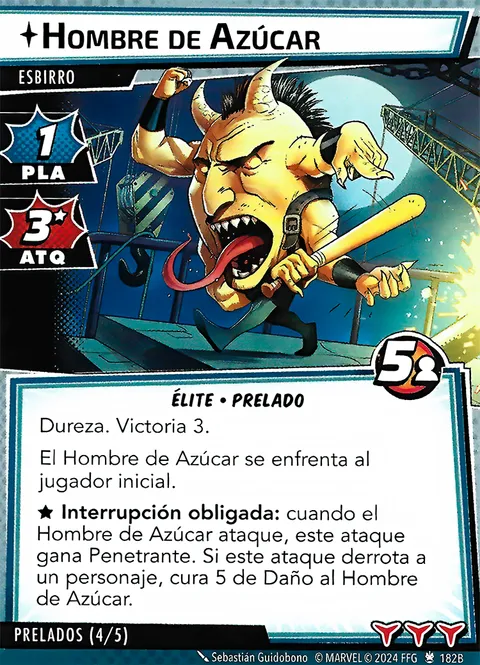 HOMBRE DE AZÚCAR
ESBIRRO
1
PLA
3★
ATQ
5
ÉLITE • PRELADO
Dureza. Victoria 3.
El Hombre de Azúcar se enfrenta al
jugador inicial.
★ Interrupción obligada: cuando el
Hombre de Azúcar ataque, este ataque
gana Penetrante. Si este ataque derrota a
un personaje, cura 5 de Daño al Hombre
de Azúcar.
PRELADOS (4/5)
Sebastián Guidobono © MARVEL © 2024 FFG 182B